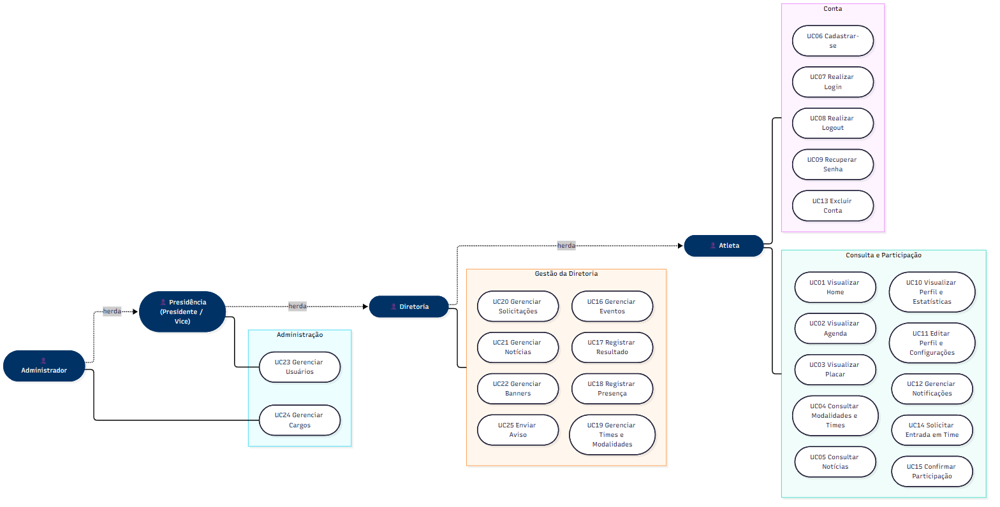 Conta
UC06 Cadastrar-
se
UC07 Realizar
Login
UC08 Realizar
Logout
UC09 Recuperar
Senha
UC13 Excluir
Conta
herda
Atleta
Consulta e Participação
UC01 Visualizar
Home
UC02 Visualizar
Agenda
UC03 Visualizar
Placar
UC04 Consultar
Modalidades e
Times
UC05 Consultar
Notícias
UC10 Visualizar
Perfil e
Estatísticas
UC11 Editar
Perfil e
Configurações
UC12 Gerenciar
Notificações
UC14 Solicitar
Entrada em Time
UC15 Confirmar
Participação
Gestão da Diretoria
UC20 Gerenciar
Solicitações
UC21 Gerenciar
Notícias
UC22 Gerenciar
Banners
UC25 Enviar
Aviso
UC16 Gerenciar
Eventos
UC17 Registrar
Resultado
UC18 Registrar
Presença
UC19 Gerenciar
Times e
Modalidades
Diretoria
herda
Presidência
(Presidente /
Vice)
herda
Administração
UC23 Gerenciar
Usuários
UC24 Gerenciar
Cargos
Administrador